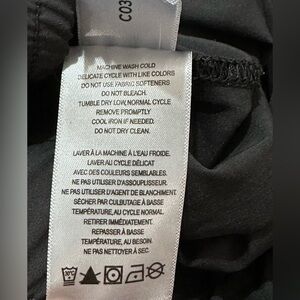 CO3
MACHINE WASH COLD
DELICATE CYCLE WITH LIKE COLORS
DO NOT USE FABRIC SOFTENERS
DO NOT BLEACH.
TUMBLE DRY LOW, NORMAL CYCLE
REMOVE PROMPTLY
COOL IRON IF NEEDED.
DO NOT DRY CLEAN.
LAVER À LA MACHINE À L'EAU FROIDE.
LAVER AU CYCLE DÉLICAT
AVEC DES COULEURS SEMBLABLES.
NE PAS UTILISER D'ASSOUPLISSEUR.
NE PAS UTILISER D'AGENT DE BLANCHIMENT.
SÉCHER PAR CULBUTAGE À BASSE
TEMPÉRATURE, AU CYCLE NORMAL.
RETIRER IMMÉDIATEMENT.
REPASSER À BASSE
TEMPÉRATURE, AU BESOIN.
NE PAS NETTOYER À SEC.